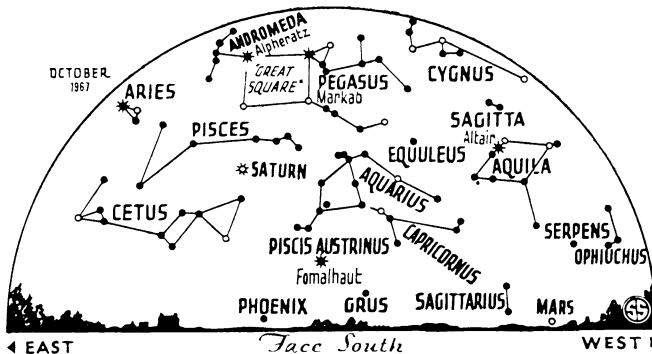 ANDROMEDA
Alpheratz
OCTOBER
1967
ARIES
"GREAT
SQUARE"
PEGASUS
Markab
CYGNUS
SAGITTA
Altair
PISCES
EQUULEUS
AQUILA
SATURN
AQUARIUS
CETUS
PISCIS AUSTRINUS
Fomalhaut
CAPRICORNUS
SERPENS
OPHIUCHUS
PHOENIX
GRUS
SAGITTARIUS
MARS
EAST
Face South
WEST